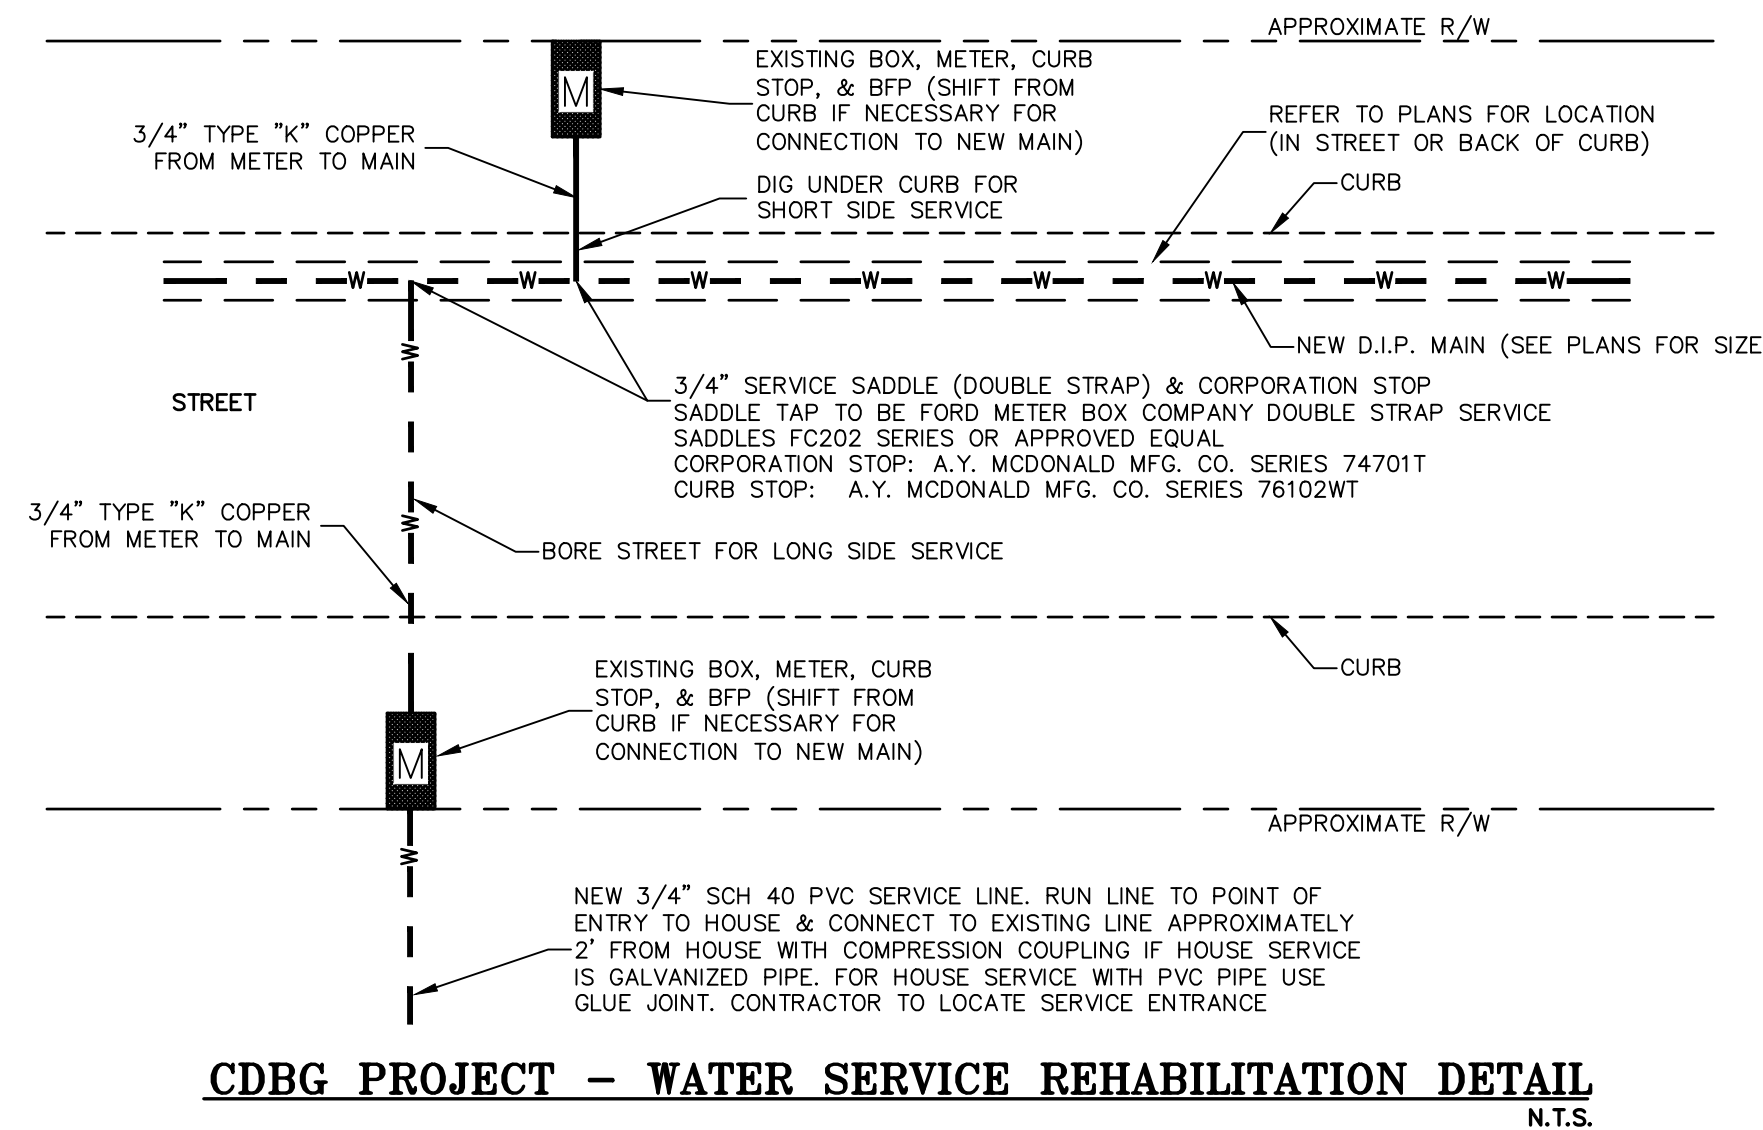 APPROXIMATE R/W
EXISTING BOX, METER, CURB
STOP, & BFP (SHIFT FROM
CURB IF NECESSARY FOR
CONNECTION TO NEW MAIN)
M
3/4" TYPE "K" COPPER
FROM METER TO MAIN
REFER TO PLANS FOR LOCATION
(IN STREET OR BACK OF CURB)
CURB
DIG UNDER CURB FOR
SHORT SIDE SERVICE
W W W W W W W W
NEW D.I.P. MAIN (SEE PLANS FOR SIZE
W
STREET
3/4" SERVICE SADDLE (DOUBLE STRAP) & CORPORATION STOP
SADDLE TAP TO BE FORD METER BOX COMPANY DOUBLE STRAP SERVICE
SADDLES FC202 SERIES OR APPROVED EQUAL
CORPORATION STOP: A.Y. MCDONALD MFG. CO. SERIES 74701T
CURB STOP: A.Y. MCDONALD MFG. CO. SERIES 76102WT
3/4" TYPE "K" COPPER
FROM METER TO MAIN
W
BORE STREET FOR LONG SIDE SERVICE
CURB
EXISTING BOX, METER, CURB
STOP, & BFP (SHIFT FROM
CURB IF NECESSARY FOR
CONNECTION TO NEW MAIN)
M
APPROXIMATE R/W
W
NEW 3/4" SCH 40 PVC SERVICE LINE. RUN LINE TO POINT OF
ENTRY TO HOUSE & CONNECT TO EXISTING LINE APPROXIMATELY
2' FROM HOUSE WITH COMPRESSION COUPLING IF HOUSE SERVICE
IS GALVANIZED PIPE. FOR HOUSE SERVICE WITH PVC PIPE USE
GLUE JOINT. CONTRACTOR TO LOCATE SERVICE ENTRANCE
CDBG PROJECT – WATER SERVICE REHABILITATION DETAIL
N.T.S.